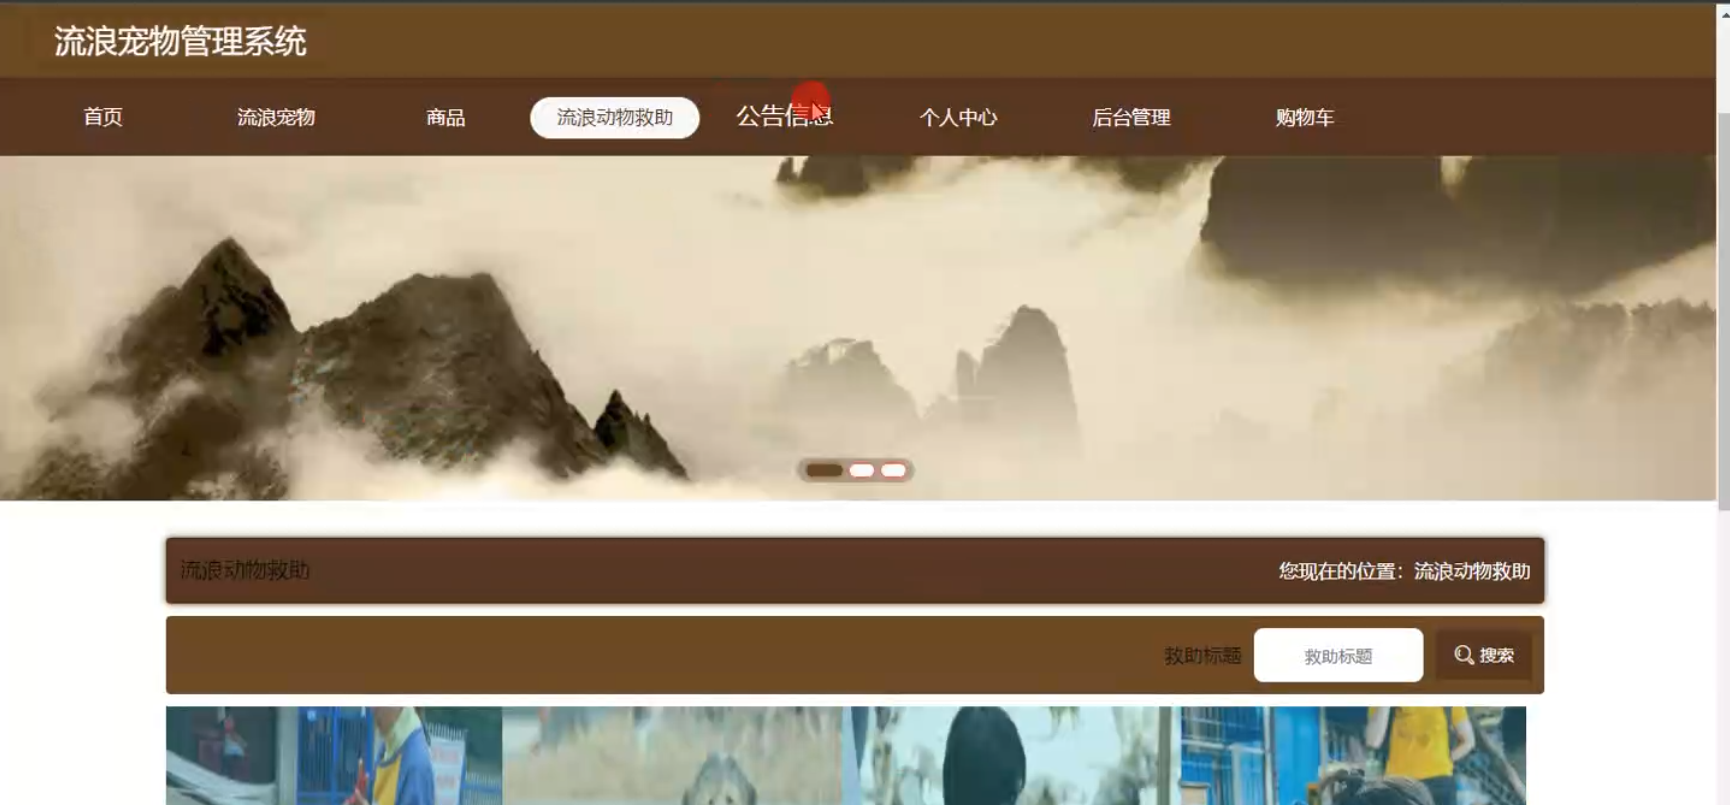 流浪宠物管理系统
首页 流浪宠物 商品 流浪动物救助 公告信息 个人中心 后台管理 购物车
流浪动物救助 您现在的位置：流浪动物救助
救助标题 救助标题 搜索